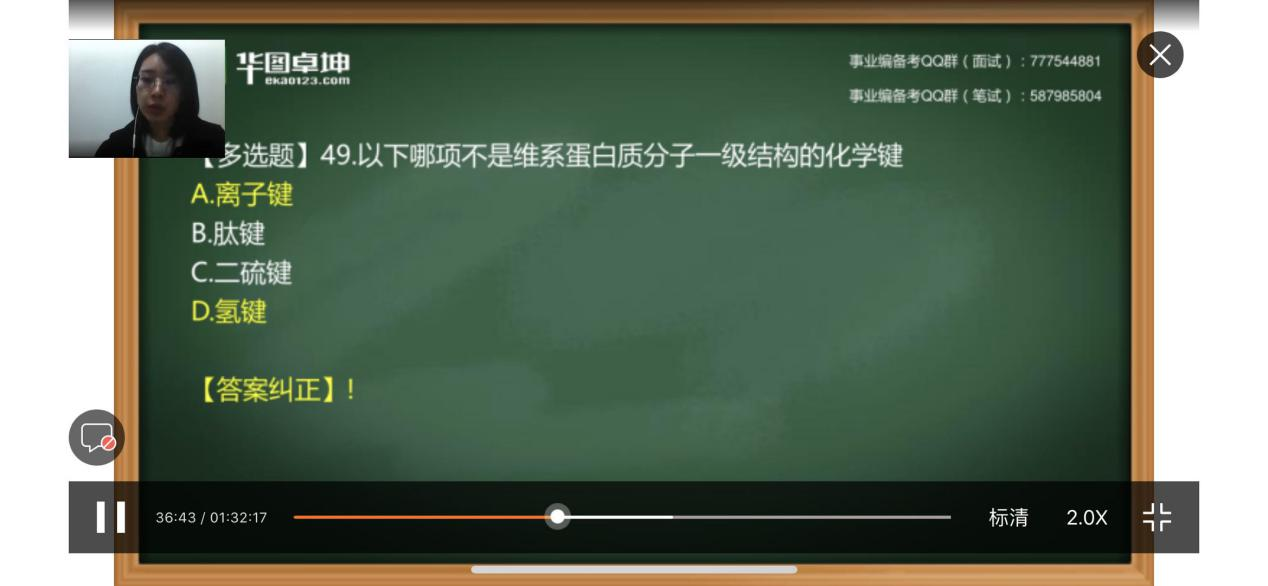 华图卓坤
ekao123.com
事业编备考QQ群（面试）：777544881
事业编备考QQ群（笔试）：587985804
【多选题】49.以下哪项不是维系蛋白质分子一级结构的化学键
A.离子键
B.肽键
C.二硫键
D.氢键
【答案纠正】!
36:43 / 01:32:17
标清
2.0X